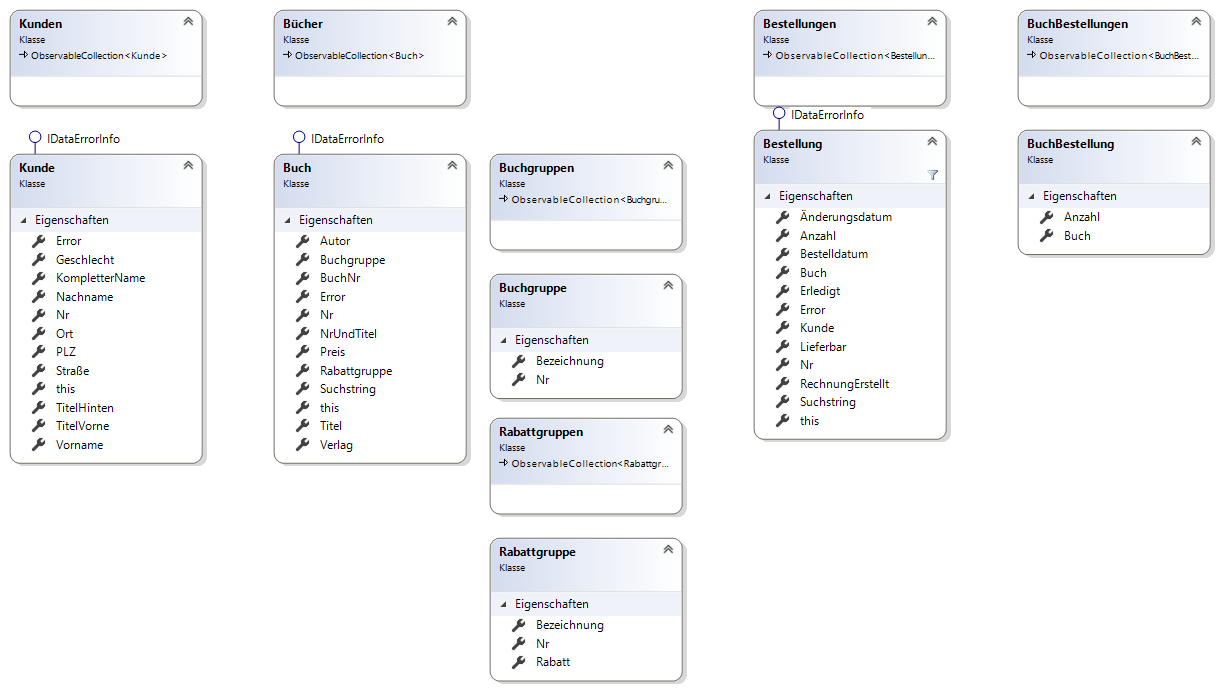 Kunden
Klasse
ObservableCollection<Kunde>
Bücher
Klasse
ObservableCollection<Buch>
Bestellungen
Klasse
ObservableCollection<Bestellun...
BuchBestellungen
Klasse
ObservableCollection<BuchBest...
IDataErrorInfo
Kunde
Klasse
Eigenschaften
Error
Geschlecht
KompletterName
Nachname
Nr
Ort
PLZ
Straße
this
TitelHinten
TitelVorne
Vorname
IDataErrorInfo
Buch
Klasse
Eigenschaften
Autor
Buchgruppe
BuchNr
Error
Nr
NrUndTitel
Preis
Rabattgruppe
Suchstring
this
Titel
Verlag
Buchgruppen
Klasse
ObservableCollection<Buchgru...
Buchgruppe
Klasse
Eigenschaften
Bezeichnung
Nr
Rabattgruppen
Klasse
ObservableCollection<Rabattgr...
Rabattgruppe
Klasse
Eigenschaften
Bezeichnung
Nr
Rabatt
IDataErrorInfo
Bestellung
Klasse
Eigenschaften
Änderungsdatum
Anzahl
Bestelldatum
Buch
Erledigt
Error
Kunde
Lieferbar
Nr
RechnungErstellt
Suchstring
this
BuchBestellung
Klasse
Eigenschaften
Anzahl
Buch